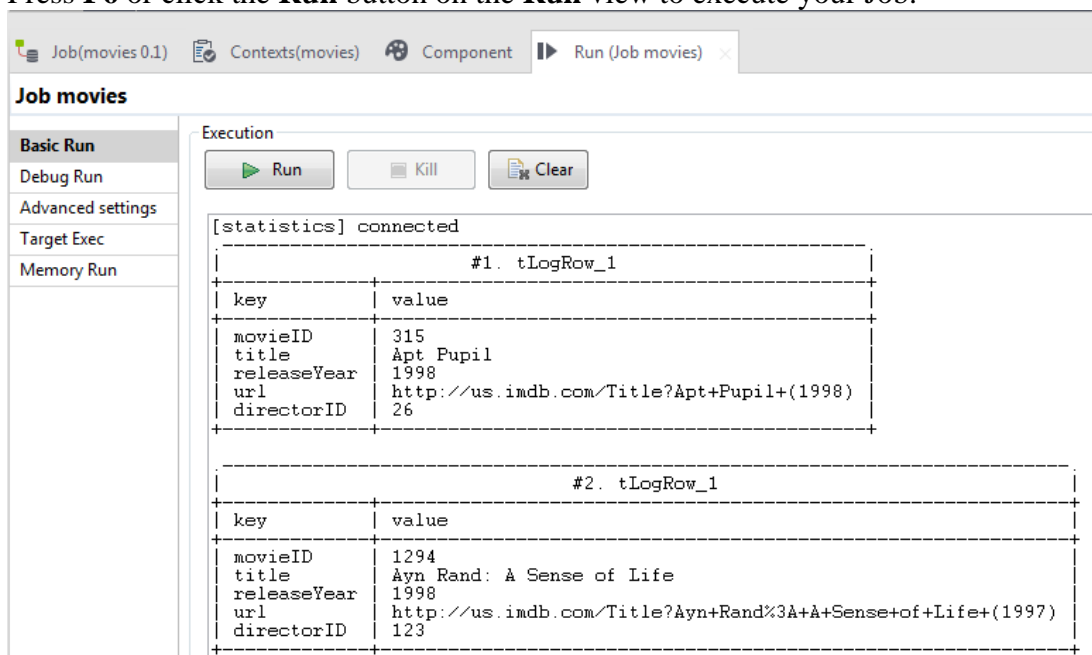 Press F6 or click the Run button on the Run view to execute your Job.
Job(movies 0.1) Contexts(movies) Component Run (Job movies)
Job movies
Basic Run
Debug Run
Advanced settings
Target Exec
Memory Run
Execution
Run Kill Clear
[statistics] connected
#1. tLogRow_1
key | value
movieID | 315
title | Apt Pupil
releaseYear | 1998
url | http://us.imdb.com/Title?Apt+Pupil+(1998)
directorID | 26
#2. tLogRow_1
key | value
movieID | 1294
title | Ayn Rand: A Sense of Life
releaseYear | 1998
url | http://us.imdb.com/Title?Ayn+Rand%3A+A+Sense+of+Life+(1997)
directorID | 123